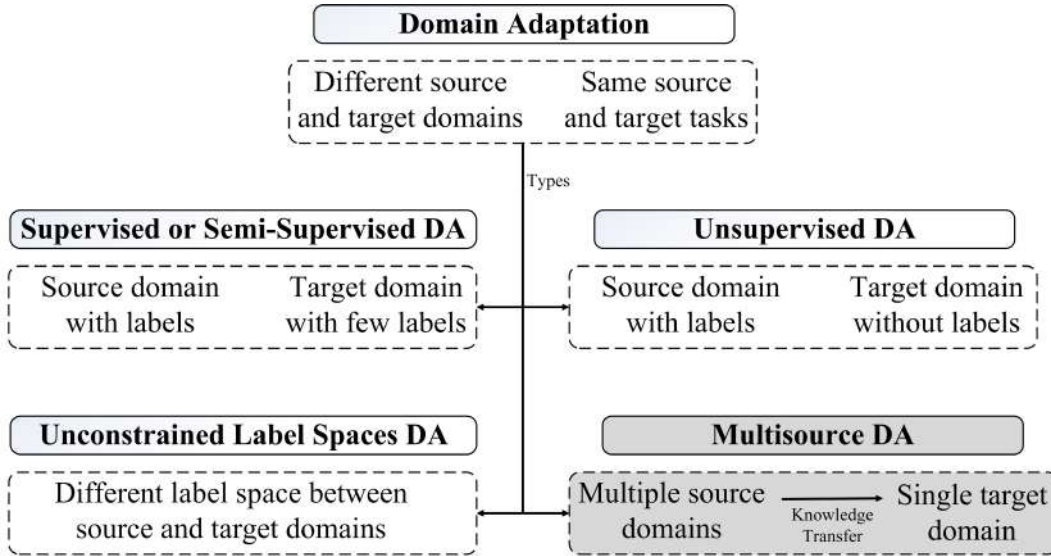 Domain Adaptation
Different source
and target domains
Same source
and target tasks
Types
Supervised or Semi-Supervised DA
Source domain
with labels
Target domain
with few labels
Unsupervised DA
Source domain
with labels
Target domain
without labels
Unconstrained Label Spaces DA
Different label space between
source and target domains
Multisource DA
Multiple source
domains
Knowledge
Transfer
Single target
domain